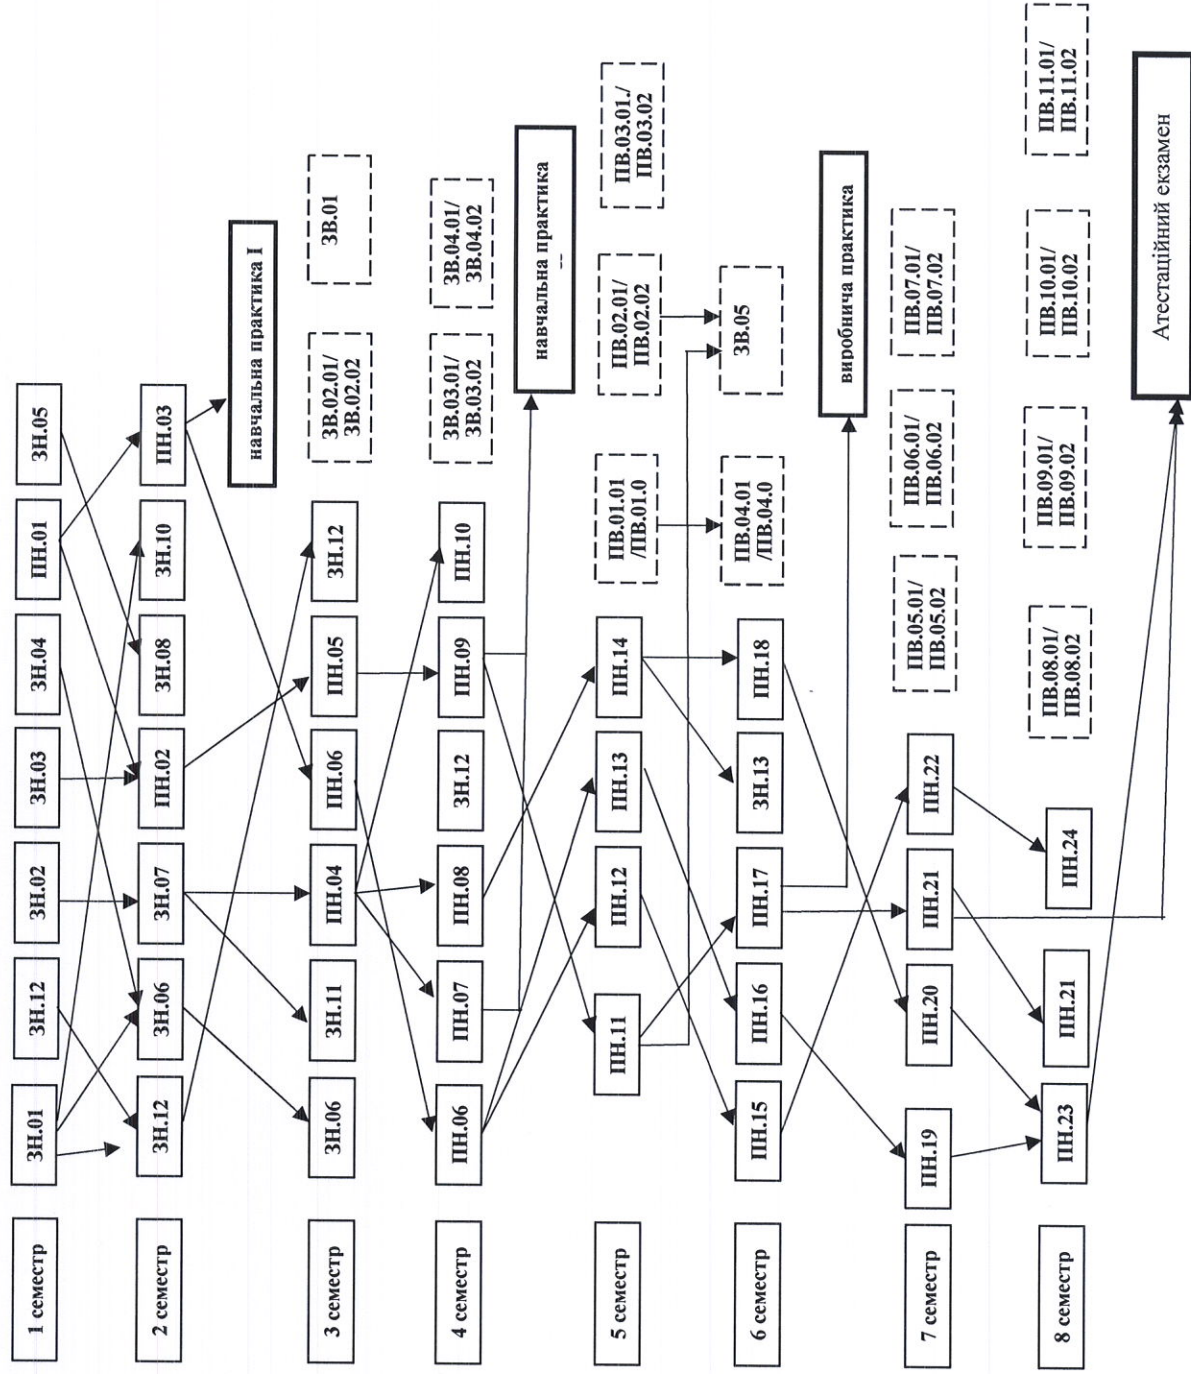 1 семестр
ЗН.01
ЗН.12
ЗН.02
ЗН.03
ЗН.04
ПН.01
ЗН.05
2 семестр
ЗН.12
ЗН.06
ЗН.07
ПН.02
ЗН.08
ЗН.10
ПН.03
навчальна практика I
3 семестр
ЗН.06
ЗН.11
ПН.04
ПН.06
ПН.05
ЗН.12
ЗВ.02.01/
ЗВ.02.02
ЗВ.01
4 семестр
ПН.06
ПН.07
ПН.08
ЗН.12
ПН.09
ПН.10
ЗВ.03.01/
ЗВ.03.02
ЗВ.04.01/
ЗВ.04.02
навчальна практика
5 семестр
ПН.11
ПН.12
ПН.13
ПН.14
ПВ.01.01
/ПВ.01.0
ПВ.02.01/
ПВ.02.02
ПВ.03.01./
ПВ.03.02
6 семестр
ПН.15
ПН.16
ПН.17
ЗН.13
ПН.18
ПВ.04.01
/ПВ.04.0
ЗВ.05
виробнича практика
7 семестр
ПН.19
ПН.20
ПН.21
ПН.22
ПВ.05.01/
ПВ.05.02
ПВ.06.01/
ПВ.06.02
ПВ.07.01/
ПВ.07.02
8 семестр
ПН.23
ПН.21
ПН.24
ПВ.08.01/
ПВ.08.02
ПВ.09.01/
ПВ.09.02
ПВ.10.01/
ПВ.10.02
ПВ.11.01/
ПВ.11.02
Атестаційний екзамен